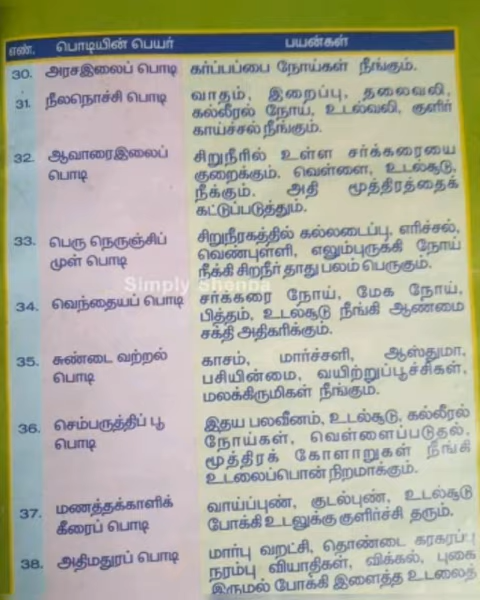 எண். பொடியின் பெயர் பயன்கள்
30. அரசஇலைப் பொடி கர்ப்பப்பை நோய்கள் நீங்கும்.
31. நீலநொச்சி பொடி வாதம், இறைப்பு, தலைவலி,
கல்லீரல் நோய், உடல்வலி, குளிர்
காய்ச்சல் நீங்கும்.
32. ஆவாரைஇலைப் சிறுநீரில் உள்ள சர்க்கரையை
பொடி குறைக்கும். வெள்ளை, உடல்சூடு,
நீக்கும். அதி மூத்திரத்தைக்
கட்டுப்படுத்தும்.
33. பெரு நெருஞ்சிப் சிறுநீரகத்தில் கல்லடைப்பு, எரிச்சல்,
முள் பொடி வெண்புள்ளி, எலும்புருக்கி நோய்
நீக்கி சிறநீர் தாது பலம் பெருகும்.
Simply Shenba
34. வெந்தையப் பொடி சர்க்கரை நோய், மேக நோய்,
பித்தம், உடல்சூடு நீங்கி ஆண்மை
சக்தி அதிகரிக்கும்.
35. சுண்டை வற்றல் காசம், மார்ச்சளி, ஆஸ்துமா,
பொடி பசியின்மை, வயிற்றுப்பூச்சிகள்,
மலக்கிருமிகள் நீங்கும்.
36. செம்பருத்திப் பூ இதய பலவீனம், உடல்சூடு, கல்லீரல்
பொடி நோய்கள், வெள்ளைப்படுதல்,
மூத்திரக் கோளாறுகள் நீங்கி
உடலைப்பொன் நிறமாக்கும்.
37. மணத்தக்காளிக் வாய்ப்புண், குடல்புண், உடல்சூடு
கீரைப் பொடி போக்கி உடலுக்கு குளிர்ச்சி தரும்.
38. அதிமதுரப் பொடி மார்பு வறட்சி, தொண்டை கரகரப்பு
நரம்பு வியாதிகள், விக்கல், புகை
இருமல் போக்கி இளைத்த உடலைத்